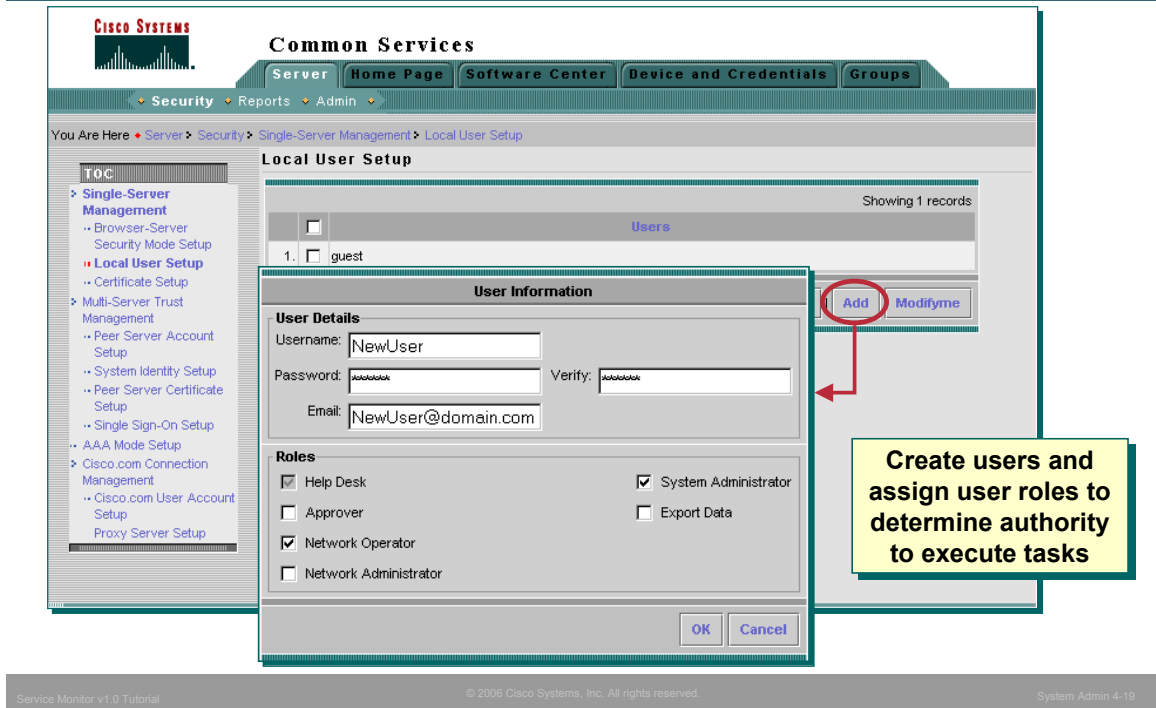 CISCO SYSTEMS
Common Services
Server
Home Page
Software Center
Device and Credentials
Groups
Security
Reports
Admin
You Are Here
Server
Security
Single-Server Management
Local User Setup
TOC
Single-Server
Management
Browser-Server
Security Mode Setup
Local User Setup
Certificate Setup
Multi-Server Trust
Management
Peer Server Account
Setup
System Identity Setup
Peer Server Certificate
Setup
Single Sign-On Setup
AAA Mode Setup
Cisco.com Connection
Management
Cisco.com User Account
Setup
Proxy Server Setup
Local User Setup
Showing 1 records
Users
1. guest
Add
Modifyme
User Information
User Details
Username: NewUser
Password: *******
Verify: *******
Email: NewUser@domain.com
Roles
Help Desk
System Administrator
Approver
Export Data
Network Operator
Network Administrator
OK
Cancel
Create users and
assign user roles to
determine authority
to execute tasks
Service Monitor v1.0 Tutorial
© 2006 Cisco Systems, Inc. All rights reserved.
System Admin 4-19